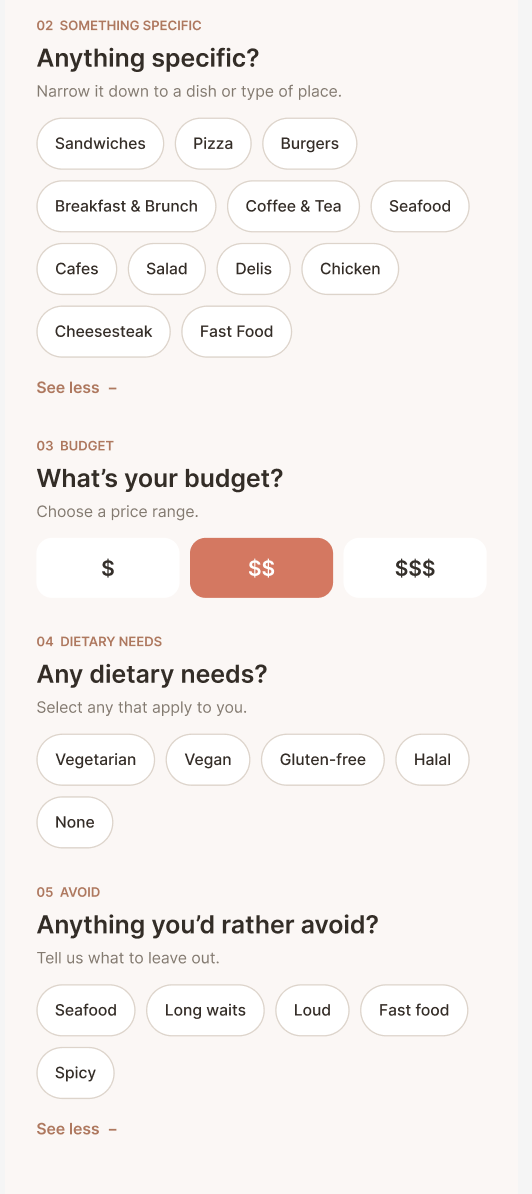 02 SOMETHING SPECIFIC
Anything specific?
Narrow it down to a dish or type of place.
Sandwiches Pizza Burgers
Breakfast & Brunch Coffee & Tea Seafood
Cafes Salad Delis Chicken
Cheesesteak Fast Food
See less –
03 BUDGET
What’s your budget?
Choose a price range.
$ $$ $$$
04 DIETARY NEEDS
Any dietary needs?
Select any that apply to you.
Vegetarian Vegan Gluten-free Halal
None
05 AVOID
Anything you’d rather avoid?
Tell us what to leave out.
Seafood Long waits Loud Fast food
Spicy
See less –